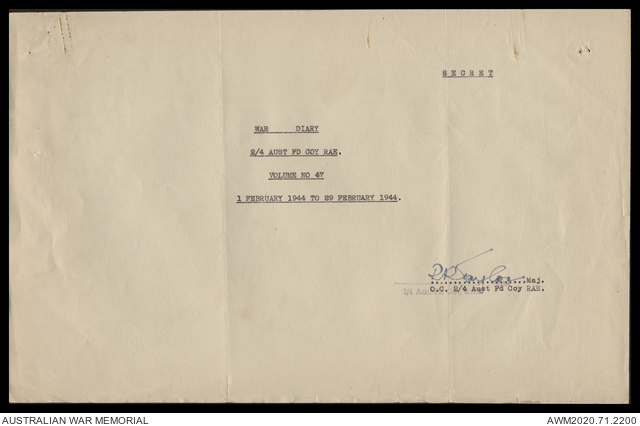 SECRET
WAR DIARY
2/4 AUST FD COY RAE.
VOLUME NO 47
1 FEBRUARY 1944 TO 29 FEBRUARY 1944.
Maj.
O.C. 2/4 Aust Fd Coy RAE.
AUSTRALIAN WAR MEMORIAL
AWM2020.71.2200